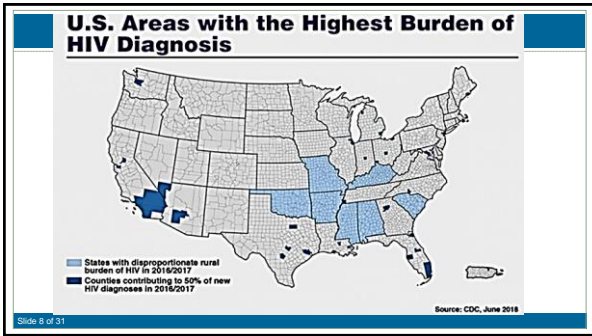 U.S. Areas with the Highest Burden of
HIV Diagnosis
States with disproportionate rural
burden of HIV in 2016/2017
Counties contributing to 50% of new
HIV diagnoses in 2016/2017
Source: CDC, June 2018
Slide 8 of 31